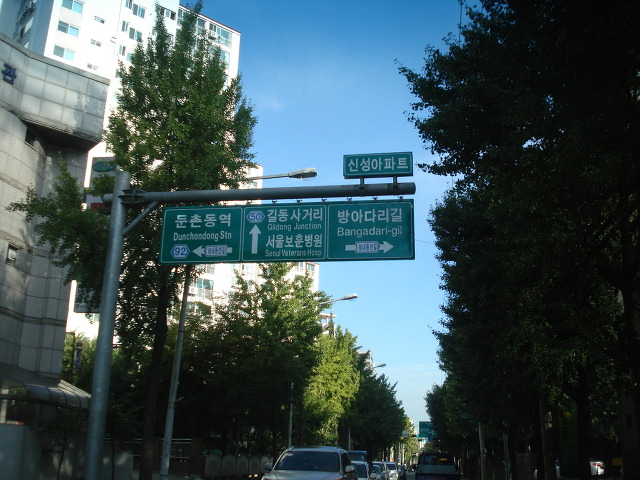 신성아파트
둔촌동역
Dunchondong Stn
92
50
길동사거리
Gildong Junction
서울보훈병원
Seoul Veterans Hosp
방아다리길
Bangadari-gil
관